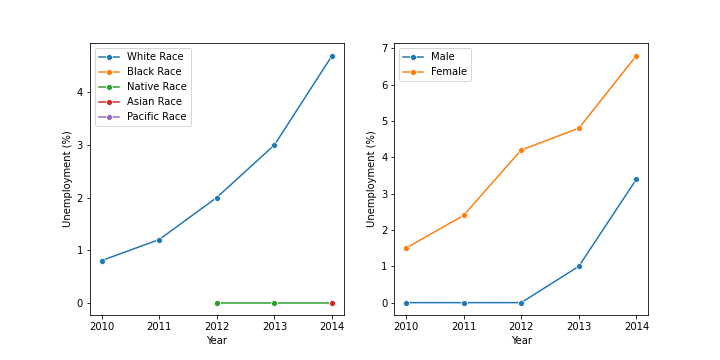 White Race
Black Race
Native Race
Asian Race
Pacific Race
Unemployment (%)
4
3
2
1
0
2010 2011 2012 2013 2014
Year
Male
Female
Unemployment (%)
7
6
5
4
3
2
1
0
2010 2011 2012 2013 2014
Year